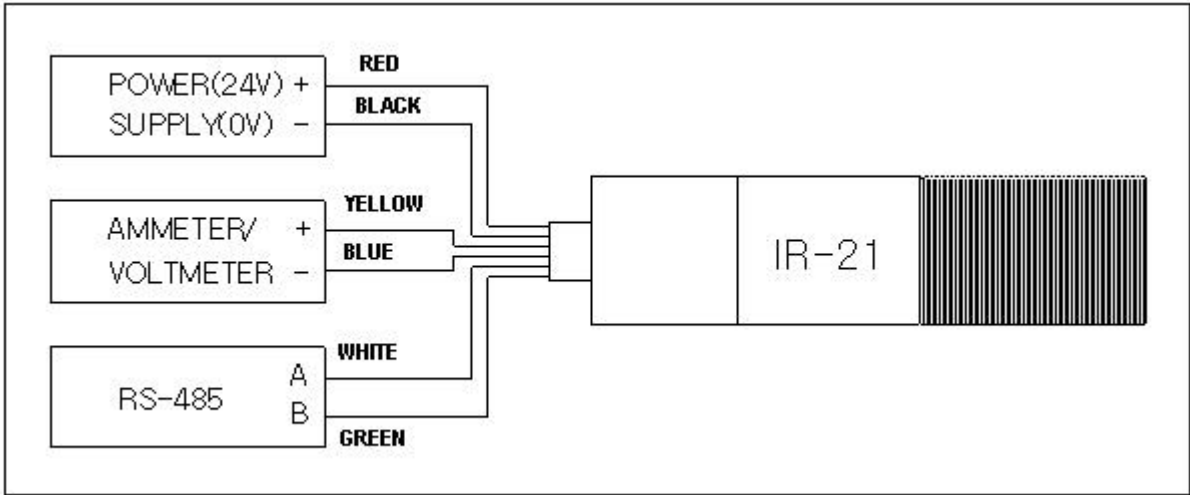 RED
POWER(24V) +
BLACK
SUPPLY(0V) -
YELLOW
AMMETER/ +
BLUE
VOLTMETER -
IR-21
WHITE
A
RS-485
B
GREEN